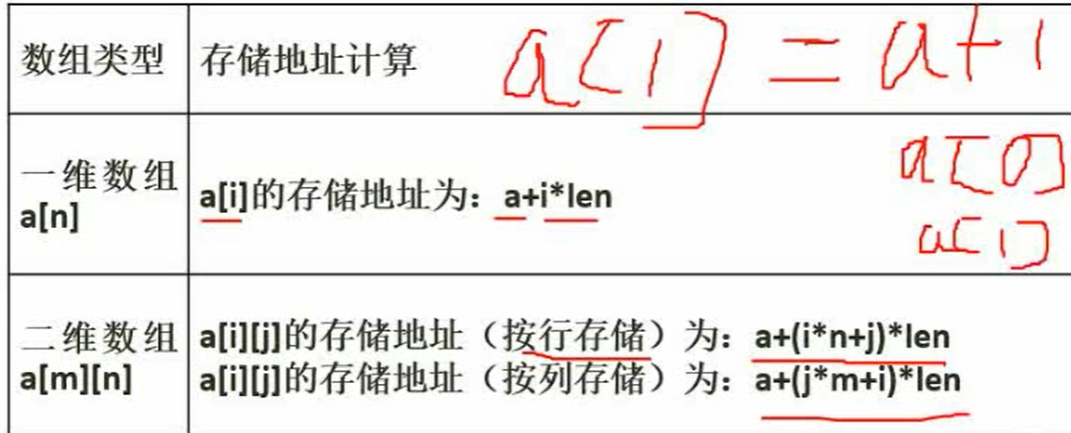 数组类型 存储地址计算 a[1] = a+1
一维数组
a[n]
a[i]的存储地址为：a+i*len
a[0]
a[1]
二维数组
a[m][n]
a[i][j]的存储地址（按行存储）为：a+(i*n+j)*len
a[i][j]的存储地址（按列存储）为：a+(j*m+i)*len